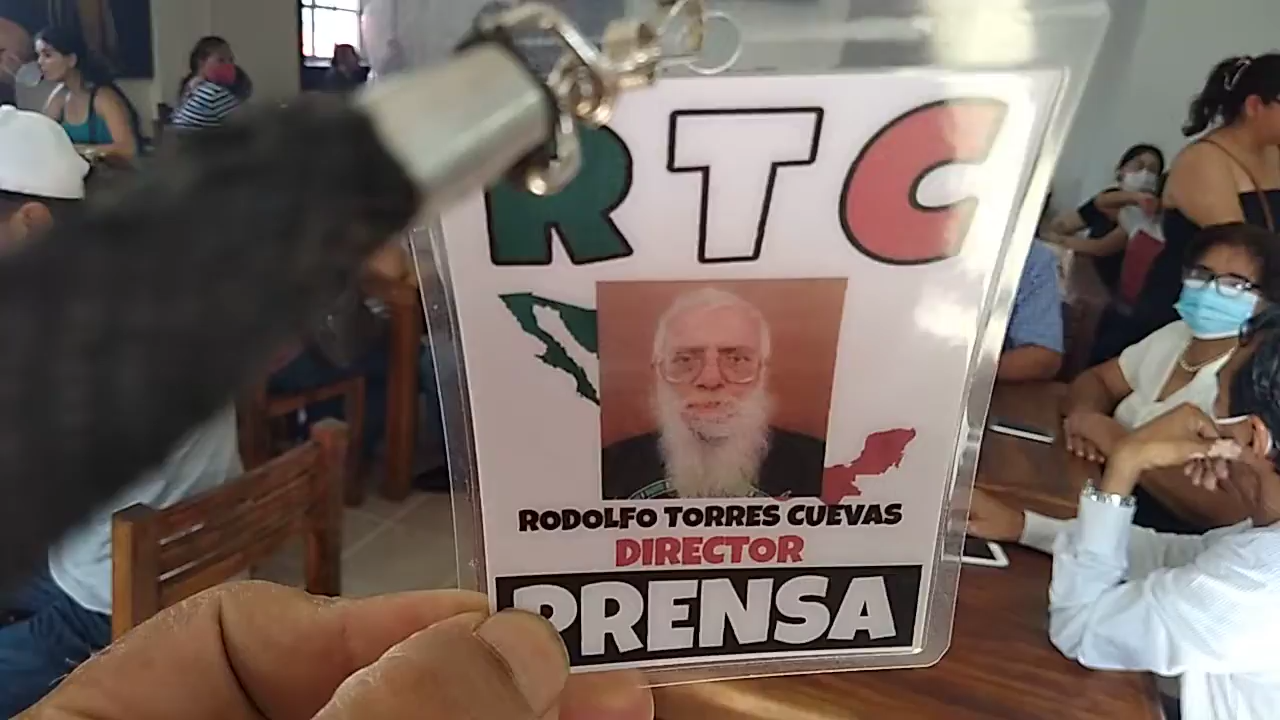 RTC
RODOLFO TORRES CUEVAS
DIRECTOR
PRENSA